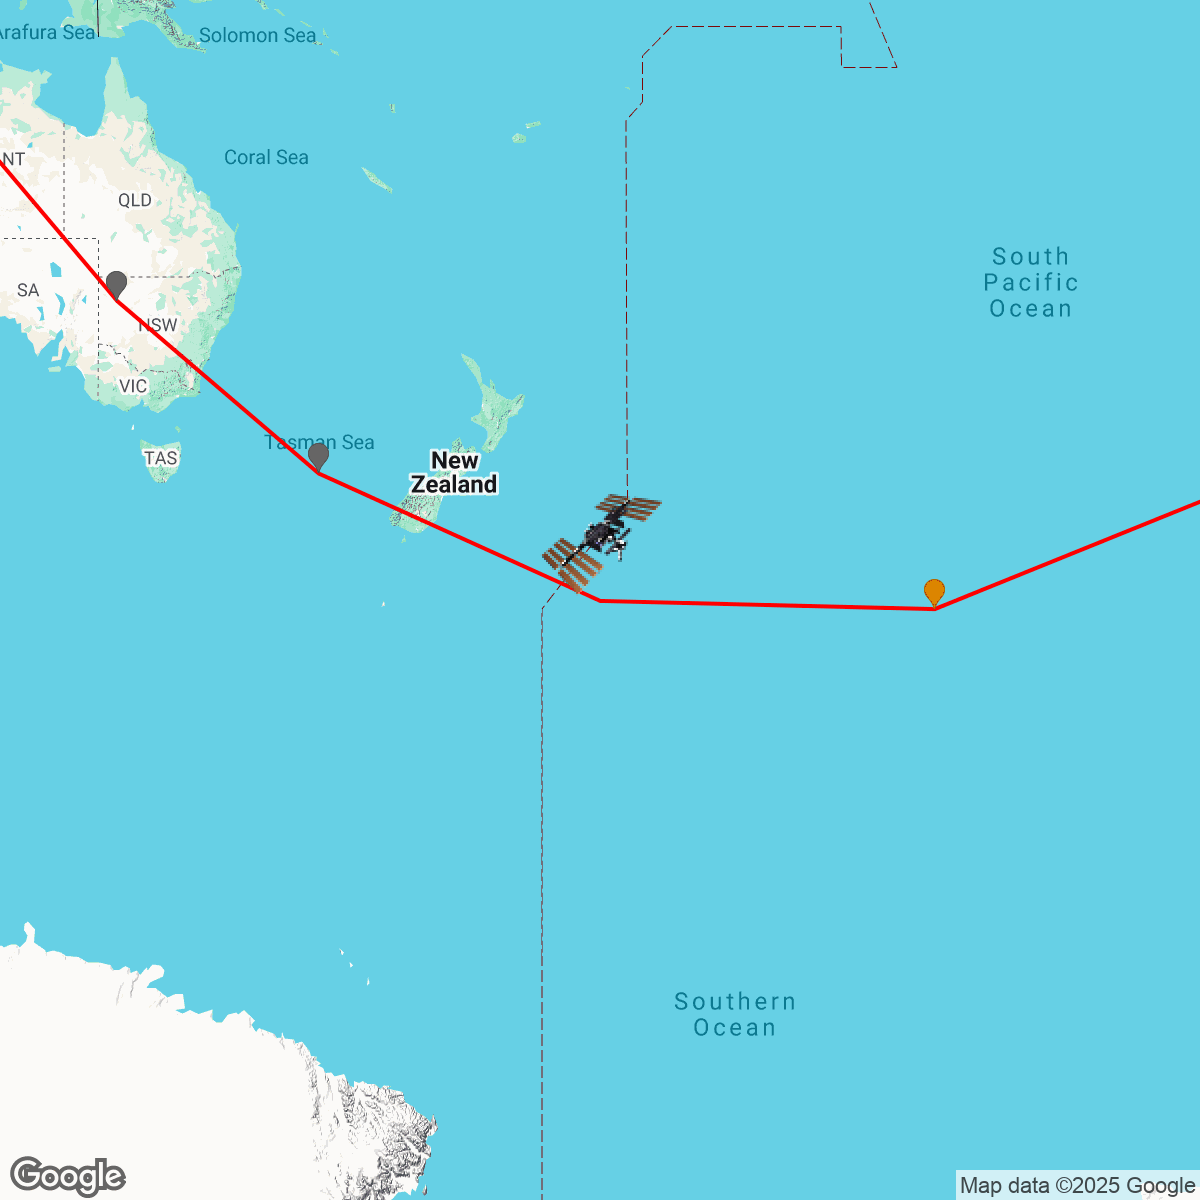 Arafura Sea
Solomon Sea
NT
Coral Sea
QLD
South
Pacific
Ocean
SA
NSW
VIC
Tasman Sea
TAS
New
Zealand
Southern
Ocean
Google
Map data ©2025 Google